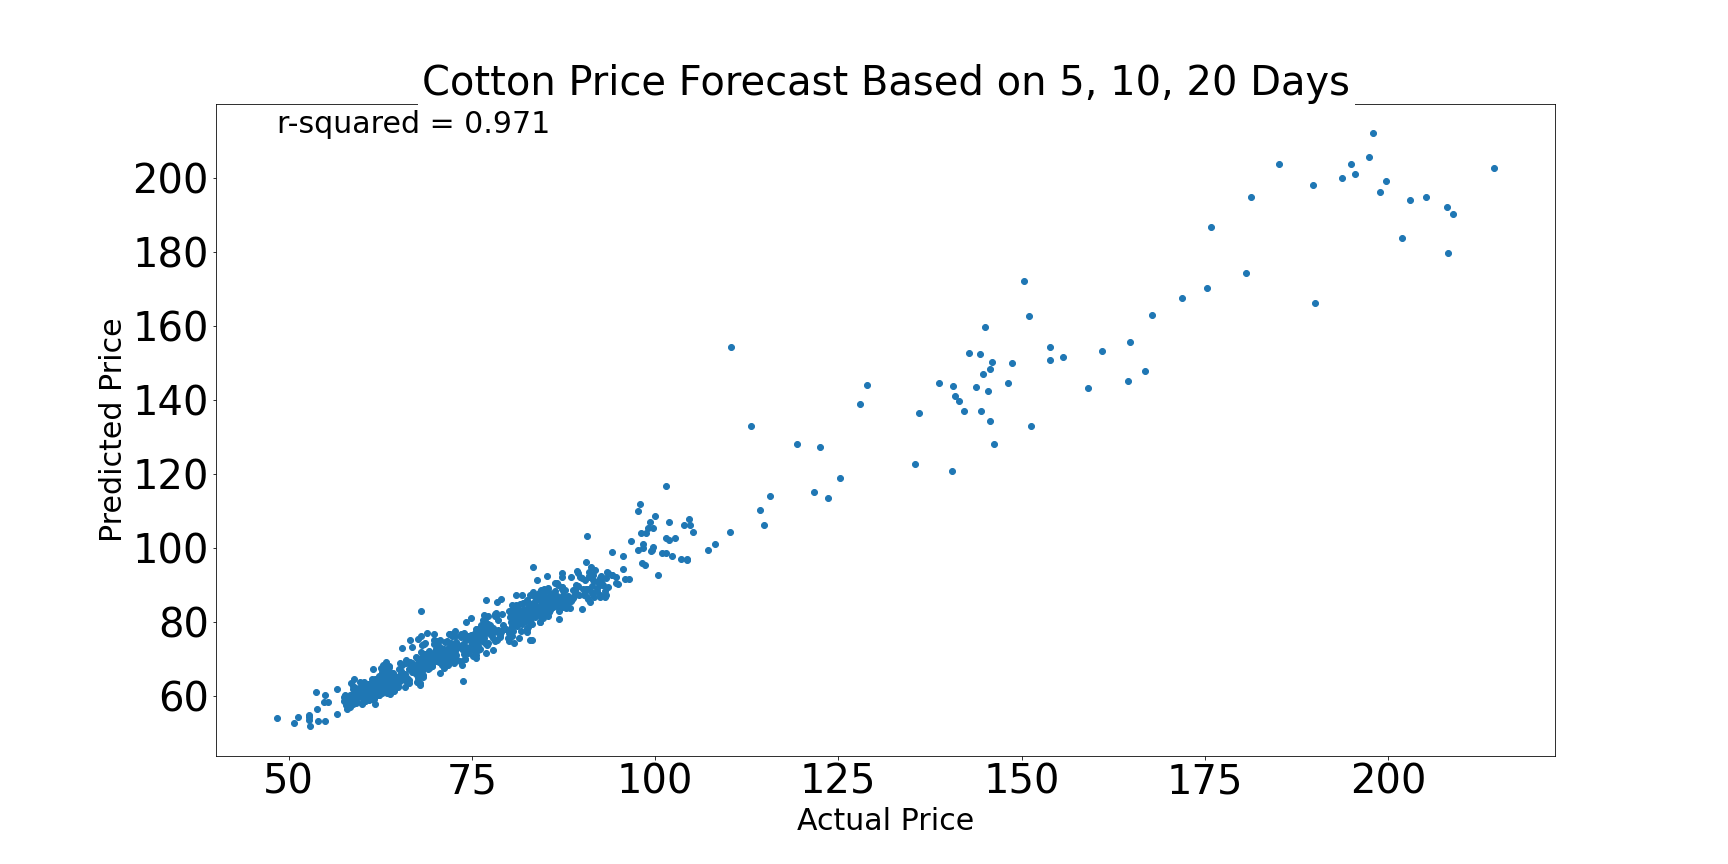 Cotton Price Forecast Based on 5, 10, 20 Days
r-squared = 0.971
200
180
160
140
120
100
80
60
Predicted Price
50 75 100 125 150 175 200
Actual Price